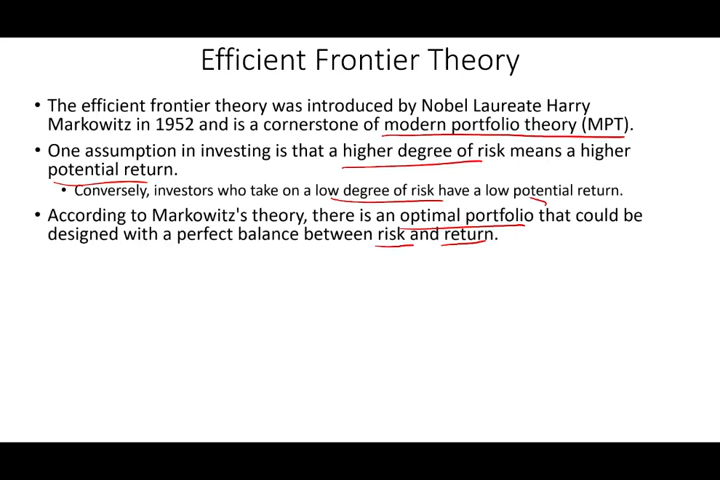 Efficient Frontier Theory
• The efficient frontier theory was introduced by Nobel Laureate Harry
Markowitz in 1952 and is a cornerstone of modern portfolio theory (MPT).
• One assumption in investing is that a higher degree of risk means a higher
potential return.
• Conversely, investors who take on a low degree of risk have a low potential return.
• According to Markowitz's theory, there is an optimal portfolio that could be
designed with a perfect balance between risk and return.